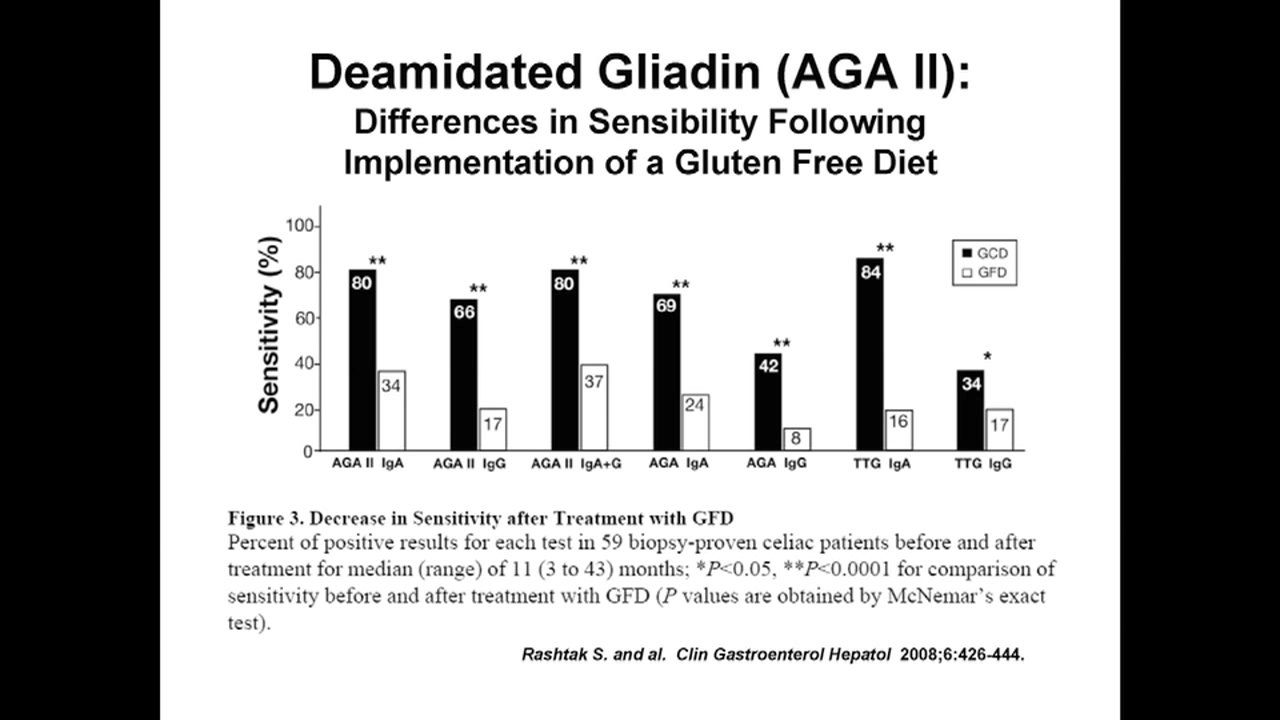 Deamidated Gliadin (AGA II):
Differences in Sensibility Following
Implementation of a Gluten Free Diet
Sensitivity (%)
100
80
60
40
20
0
80
**
34
66
**
17
80
**
37
69
**
24
42
**
8
84
**
16
34
*
17
GCD
GFD
AGA II IgA
AGA II IgG
AGA II IgA+G
AGA IgA
AGA IgG
TTG IgA
TTG IgG
Figure 3. Decrease in Sensitivity after Treatment with GFD
Percent of positive results for each test in 59 biopsy-proven celiac patients before and after
treatment for median (range) of 11 (3 to 43) months; *P<0.05, **P<0.0001 for comparison of
sensitivity before and after treatment with GFD (P values are obtained by McNemar's exact
test).
Rashtak S. and al. Clin Gastroenterol Hepatol 2008;6:426-444.